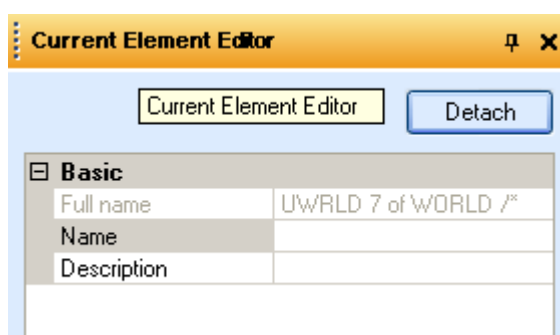 Current Element Editor
Current Element Editor
Detach
Basic
Full name UWRLD 7 of WORLD /*
Name
Description